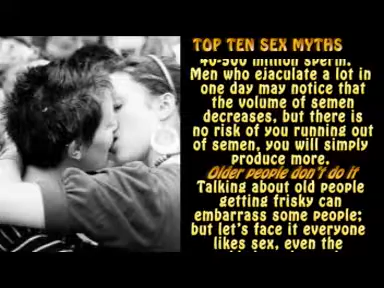 TOP TEN SEX MYTHS
40-500 million sperm.
Men who ejaculate a lot in
one day may notice that
the volume of semen
decreases, but there is
no risk of you running out
of semen, you will simply
produce more.
Older people don't do it
Talking about old people
getting frisky can
embarrass some people;
but let's face it everyone
likes sex, even the